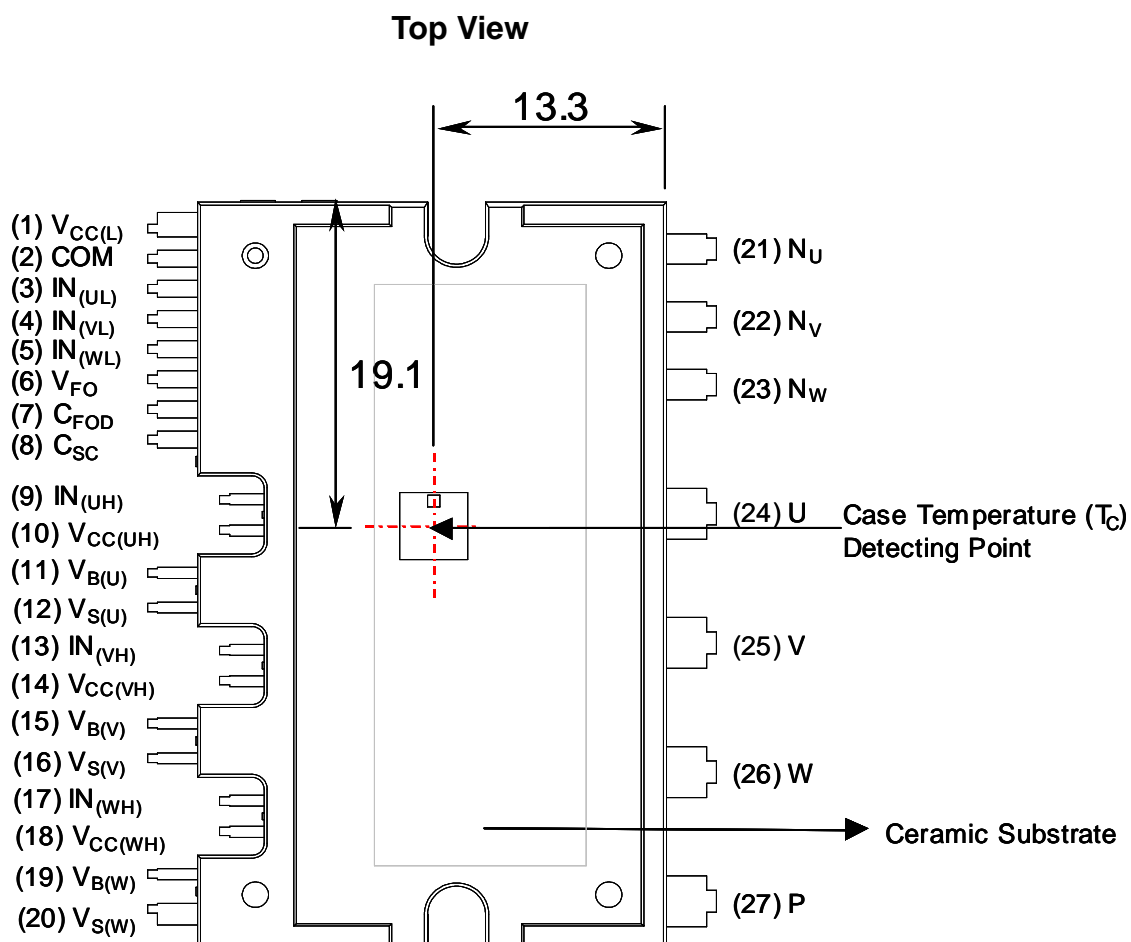 Top View
13.3
19.1
(1) VCC(L)
(2) COM
(3) IN(UL)
(4) IN(VL)
(5) IN(WL)
(6) VFO
(7) CFOD
(8) CSC
(9) IN(UH)
(10) VCC(UH)
(11) VB(U)
(12) VS(U)
(13) IN(VH)
(14) VCC(VH)
(15) VB(V)
(16) VS(V)
(17) IN(WH)
(18) VCC(WH)
(19) VB(W)
(20) VS(W)
(21) NU
(22) NV
(23) NW
(24) U
Case Temperature (TC)
Detecting Point
(25) V
(26) W
Ceramic Substrate
(27) P